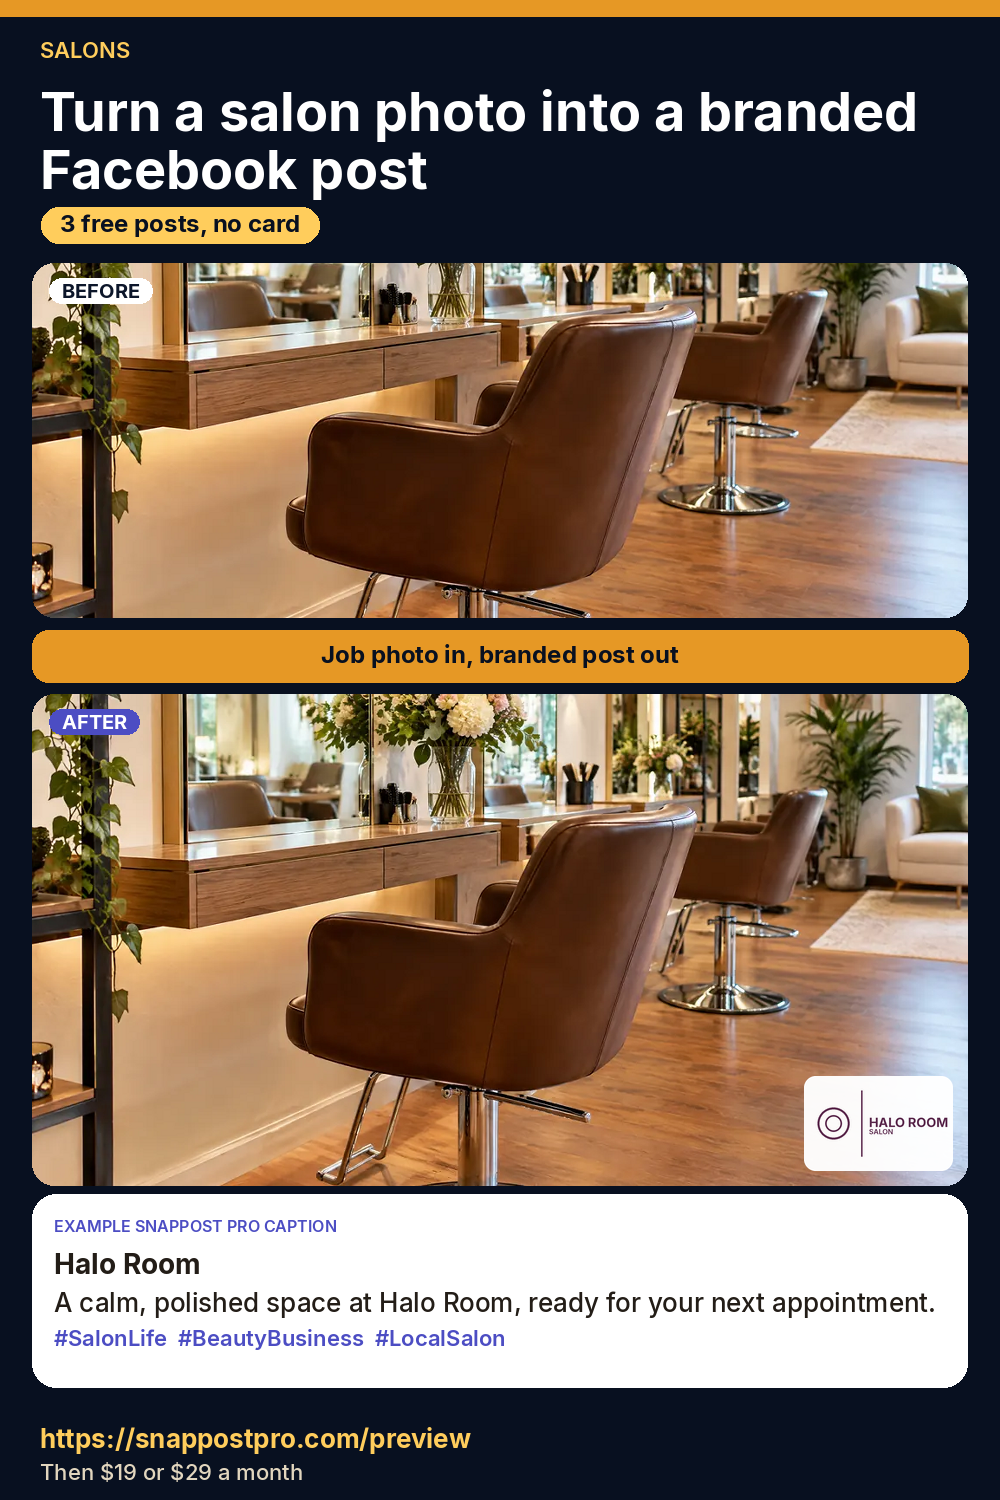 SALONS
Turn a salon photo into a branded
Facebook post
3 free posts, no card
BEFORE
Job photo in, branded post out
AFTER
HALO ROOM
SALON
EXAMPLE SNAPPOST PRO CAPTION
Halo Room
A calm, polished space at Halo Room, ready for your next appointment.
#SalonLife #BeautyBusiness #LocalSalon
https://snappostpro.com/preview
Then $19 or $29 a month